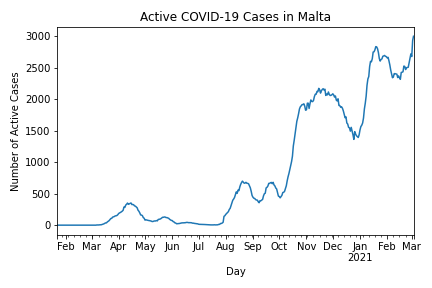 Active COVID-19 Cases in Malta
Number of Active Cases
3000
2500
2000
1500
1000
500
0
Feb Mar Apr May Jun Jul Aug Sep Oct Nov Dec Jan Feb Mar
2021
Day